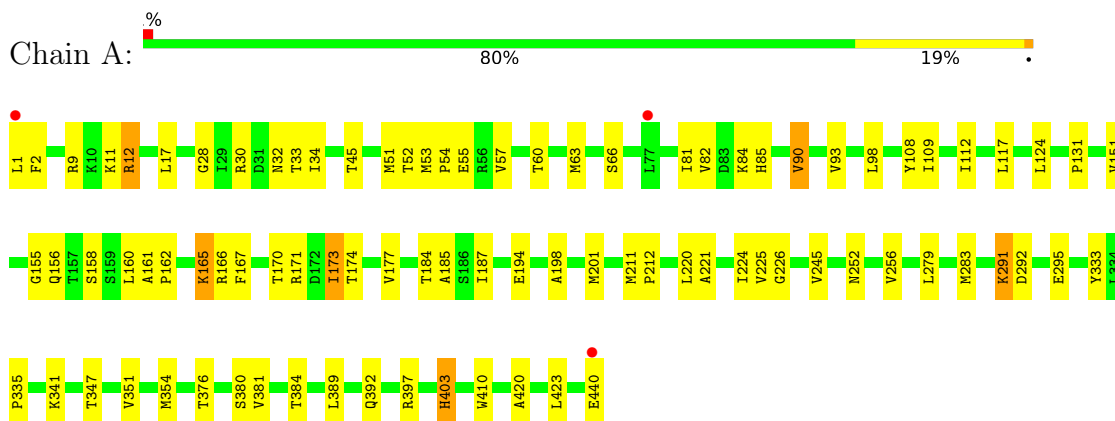 .%
Chain A:
80% 19% •
L1 F2 R9 K10 K11 R12 L17 G28 I29 R30 D31 N32 T33 I34 T45 M51 T52 M53 P54 E55 R56 V57 T60 M63 S66 L77 I81 V82 D83 K84 H85 V90 V93 L98 Y108 I109 I112 L117 L124 P131 V151
G155 Q156 T157 S158 S159 L160 A161 P162 K165 R166 F167 T170 R171 D172 I173 T174 V177 T184 A185 S186 I187 E194 A198 M201 M211 P212 L220 A221 I224 V225 G226 V245 N252 V256 L279 M283 K291 D292 E295 Y333 L334
P335 K341 T347 V351 M354 T376 S380 V381 T384 L389 Q392 R397 H403 W410 A420 L423 E440